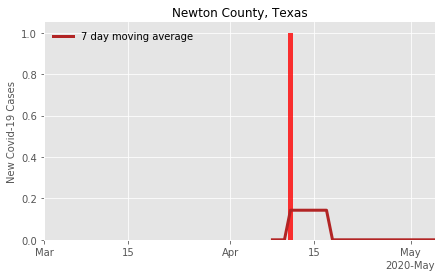 Newton County, Texas
7 day moving average
New Covid-19 Cases
1.0
0.8
0.6
0.4
0.2
0.0
Mar
15
Apr
15
May
2020-May